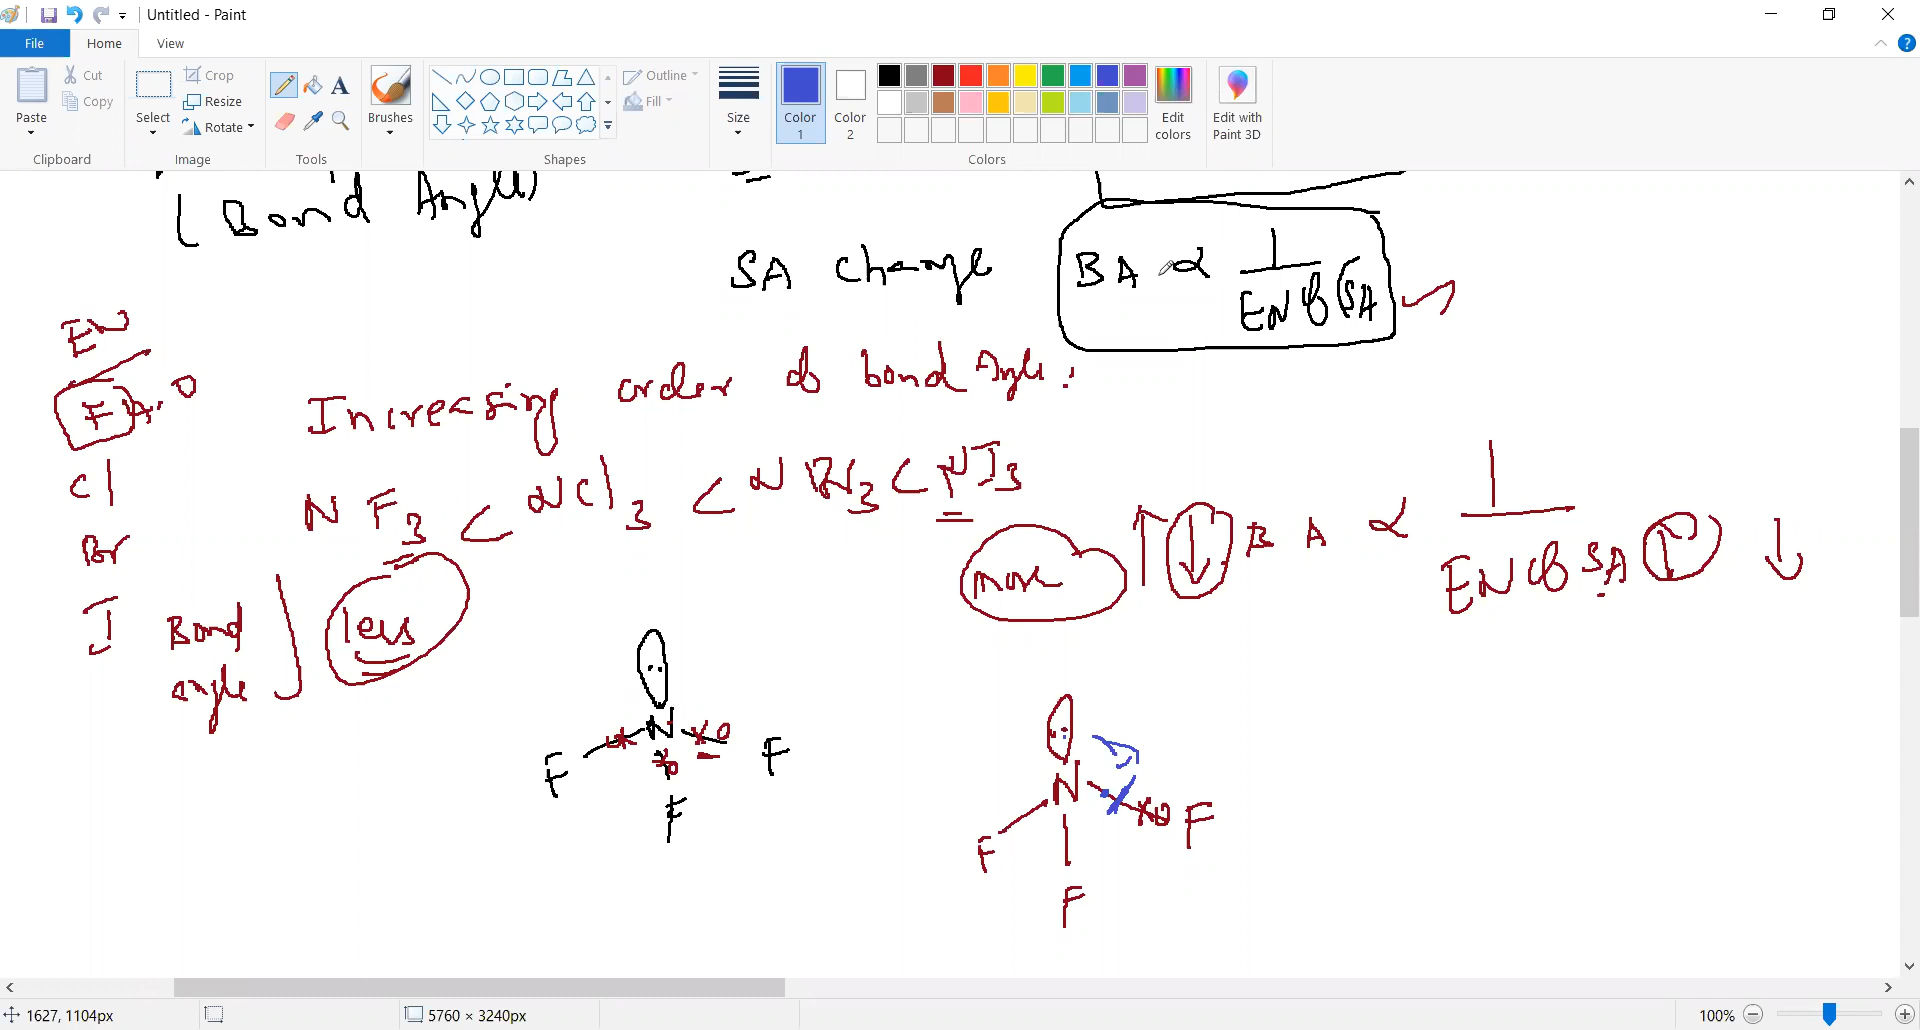 Untitled - Paint
File Home View
Cut
Copy
Paste
Clipboard
Crop
Resize
Rotate
Select
Image
Tools
Brushes
Outline
Fill
Shapes
Size
Color 1
Color 2
Edit colors
Colors
Edit with Paint 3D
( Bond Angle)
SA change
BA ∝ 1/EN of SA
EN
F 4.0
Cl
Br
I
Increasing order of bond Angle :
NF3 < NCl3 < NBr3 < NI3
Bond angle
less
more ↑ ↓ BA ∝ 1/EN of SA ↑ ↓
N
F F
F
N
F F
F
1627, 1104px
5760 × 3240px
100%